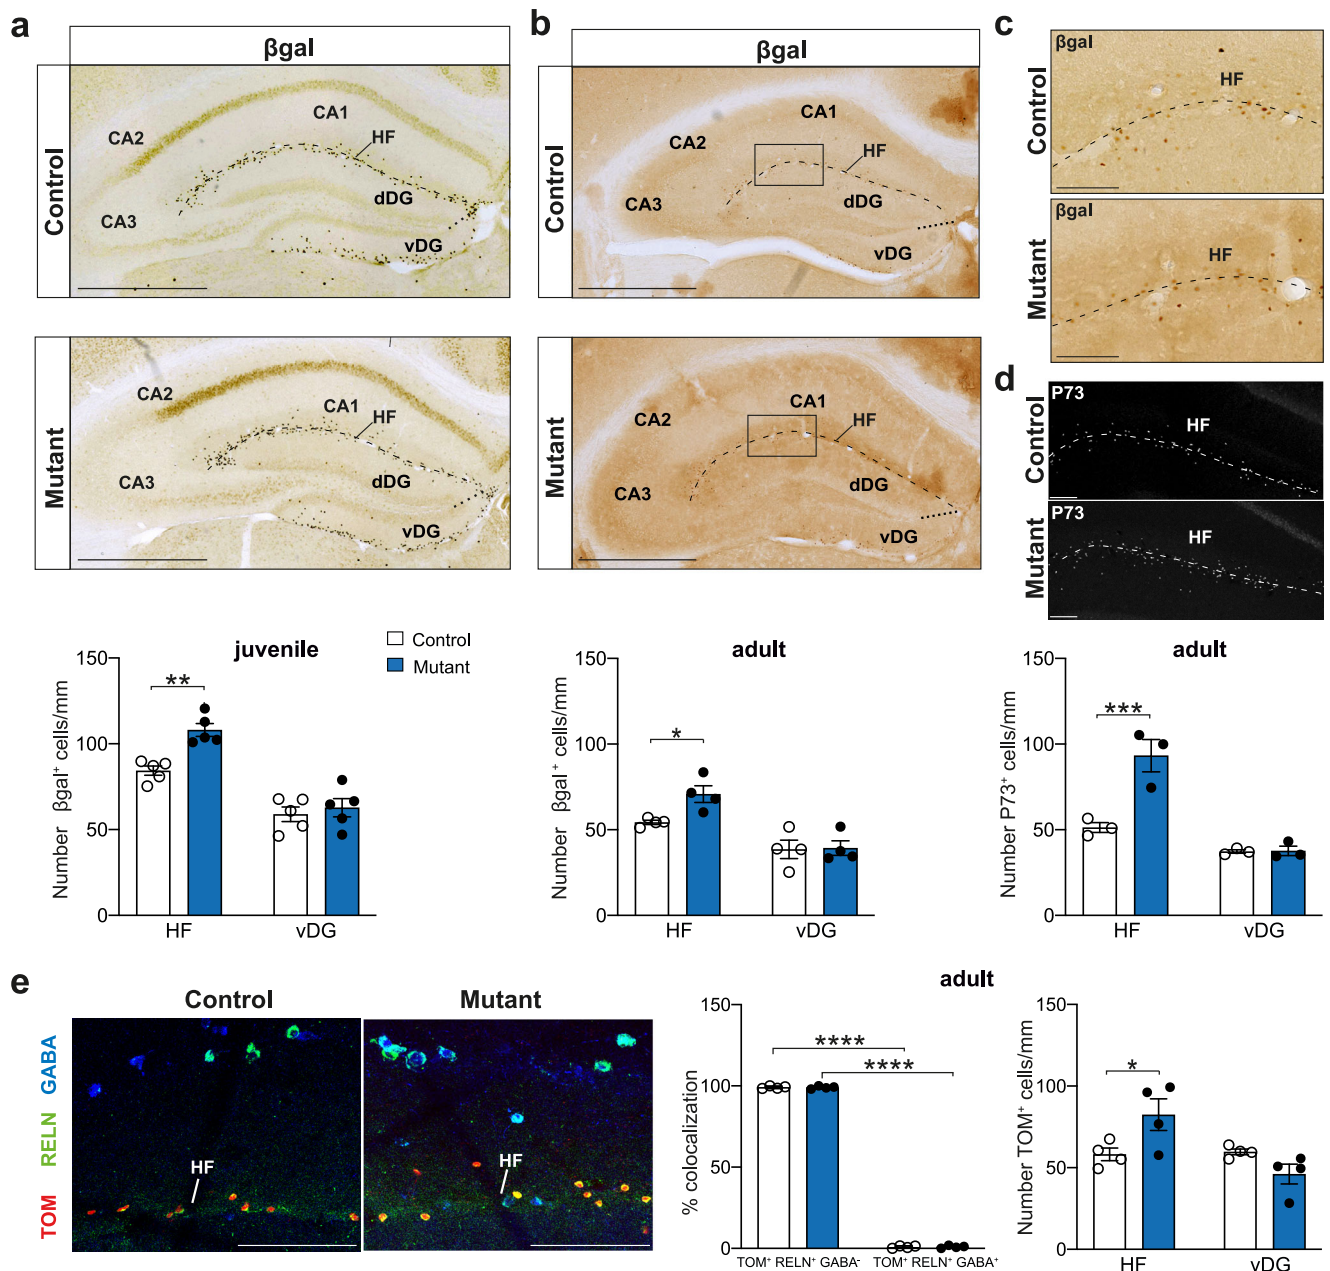 a
βgal
Control
CA1
CA2
HF
CA3
dDG
vDG
Mutant
CA2
CA1
HF
CA3
dDG
vDG
b
βgal
Control
CA1
CA2
HF
CA3
dDG
vDG
Mutant
CA2
CA1
HF
CA3
dDG
vDG
c
Control
βgal
HF
Mutant
βgal
HF
d
Control
P73
HF
Mutant
P73
HF
juvenile
Control
Mutant
Number βgal⁺ cells/mm
150
100
50
0
**
HF
vDG
adult
Number βgal⁺ cells/mm
150
100
50
0
*
HF
vDG
adult
Number P73⁺ cells/mm
150
100
50
0
***
HF
vDG
e
Control
Mutant
TOM RELN GABA
HF
HF
adult
% colocalization
150
100
50
0
****
****
TOM⁺ RELN⁺ GABA⁻
TOM⁺ RELN⁺ GABA⁺
Number TOM⁺ cells/mm
150
100
50
0
*
HF
vDG